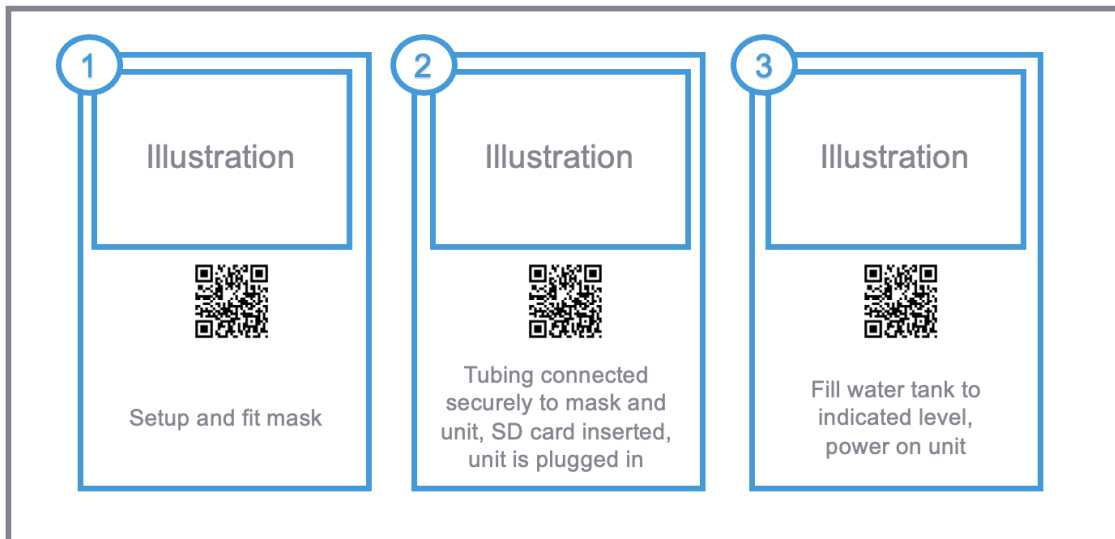 1
Illustration
Setup and fit mask
2
Illustration
Tubing connected
securely to mask and
unit, SD card inserted,
unit is plugged in
3
Illustration
Fill water tank to
indicated level,
power on unit